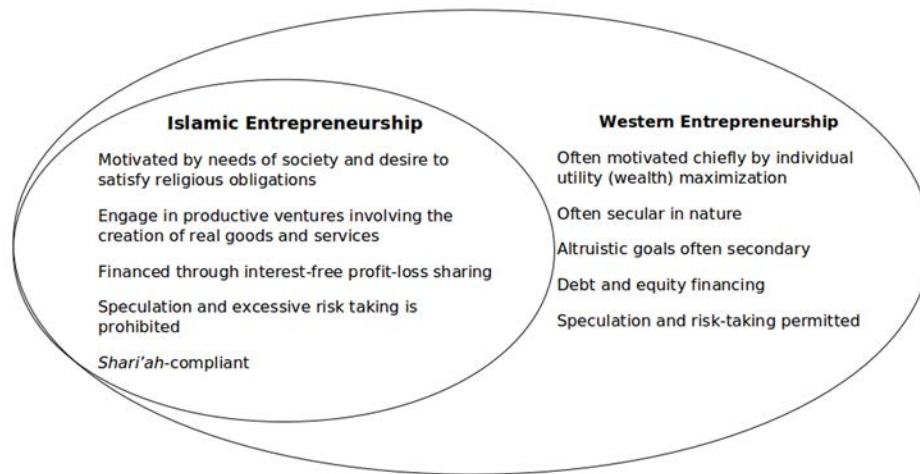 Islamic Entrepreneurship
Motivated by needs of society and desire to
satisfy religious obligations
Engage in productive ventures involving the
creation of real goods and services
Financed through interest-free profit-loss sharing
Speculation and excessive risk taking is
prohibited
Shari'ah-compliant
Western Entrepreneurship
Often motivated chiefly by individual
utility (wealth) maximization
Often secular in nature
Altruistic goals often secondary
Debt and equity financing
Speculation and risk-taking permitted